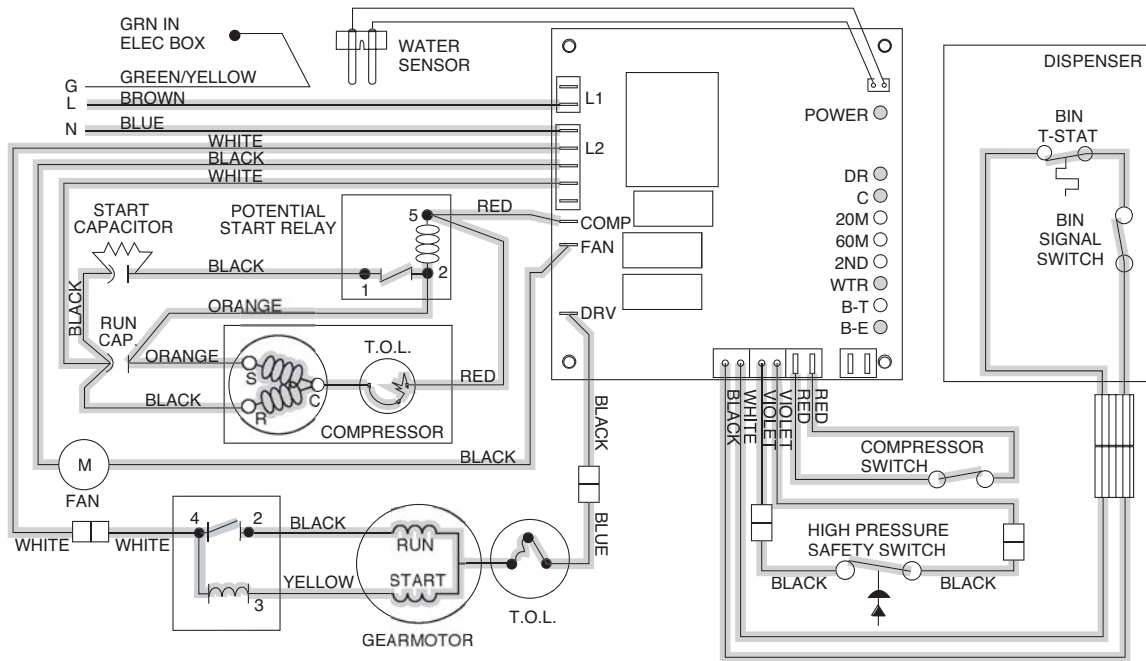 GRN IN
ELEC BOX
WATER
SENSOR
DISPENSER
G
GREEN/YELLOW
L
BROWN
L1
POWER
N
BLUE
WHITE
L2
BLACK
WHITE
BIN
T-STAT
DR
C
20M
60M
2ND
WTR
B-T
B-E
BIN
SIGNAL
SWITCH
START
CAPACITOR
POTENTIAL
START RELAY
5
RED
COMP
FAN
BLACK
1
2
ORANGE
DRV
BLACK
RUN
CAP.
ORANGE
S
T.O.L.
C
RED
BLACK
R
COMPRESSOR
BLACK
WHITE
VIOLET
VIOLET
RED
RED
M
FAN
BLACK
BLACK
COMPRESSOR
SWITCH
4
2
BLACK
RUN
BLUE
WHITE
WHITE
HIGH PRESSURE
SAFETY SWITCH
YELLOW
START
3
BLACK
BLACK
T.O.L.
GEARMOTOR